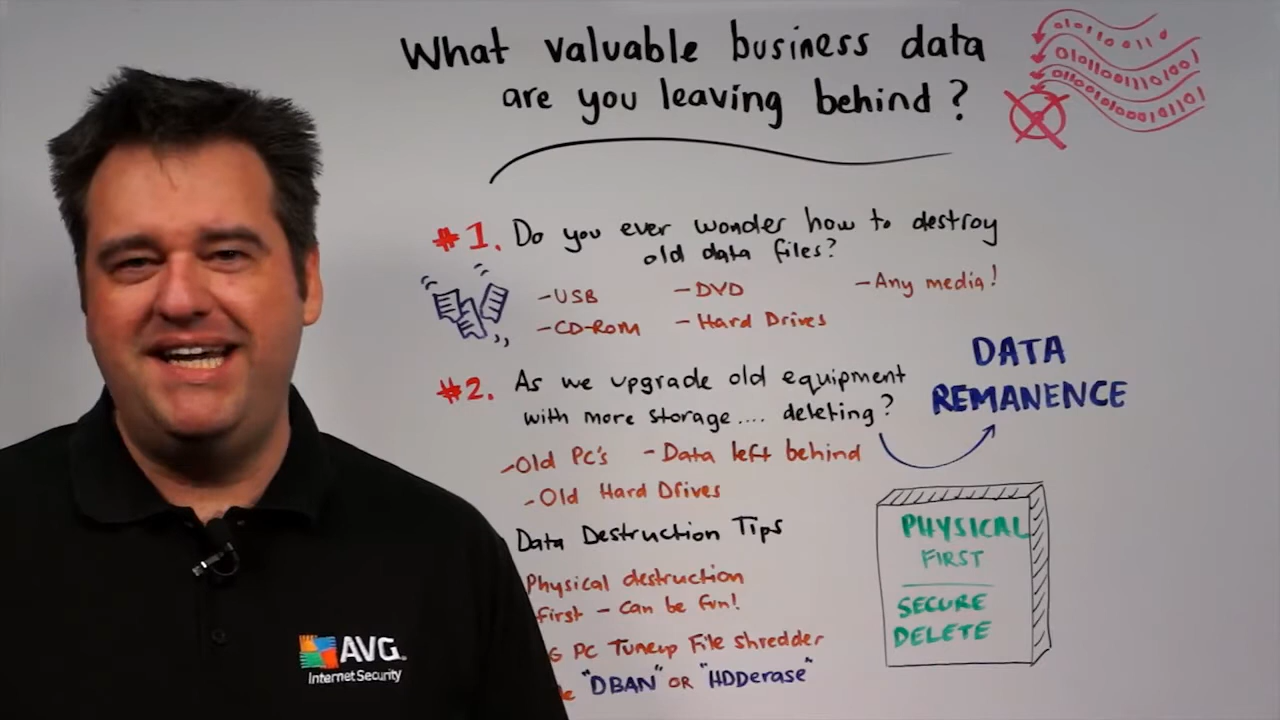 What valuable business data
are you leaving behind?
01011001110
0101100111010011
#1. Do you ever wonder how to destroy
old data files?
-USB -DVD -Any media!
-CD-ROM -Hard Drives
#2. As we upgrade old equipment
with more storage.... deleting?
DATA
REMANENCE
-Old PC's -Data left behind
-Old Hard Drives
Data Destruction Tips
Physical destruction
first - can be fun!
PC Tuneup File Shredder
"DBAN" OR "HDDerase"
PHYSICAL
FIRST
SECURE
DELETE
AVG.
Internet Security